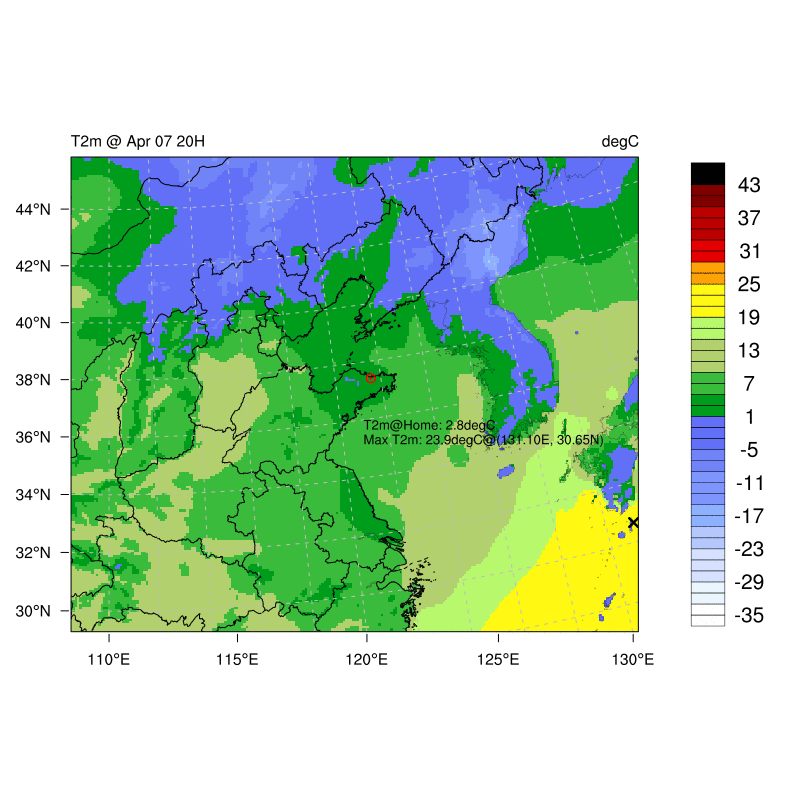 T2m @ Apr 07 20H degC
43
37
44°N
31
42°N
25
40°N
19
13
38°N
7
T2m@Home: 2.8degC
1
36°N
Max T2m: 23.9degC@(131.10E, 30.65N)
-5
-11
34°N
-17
32°N
-23
-29
30°N
-35
110°E 115°E 120°E 125°E 130°E